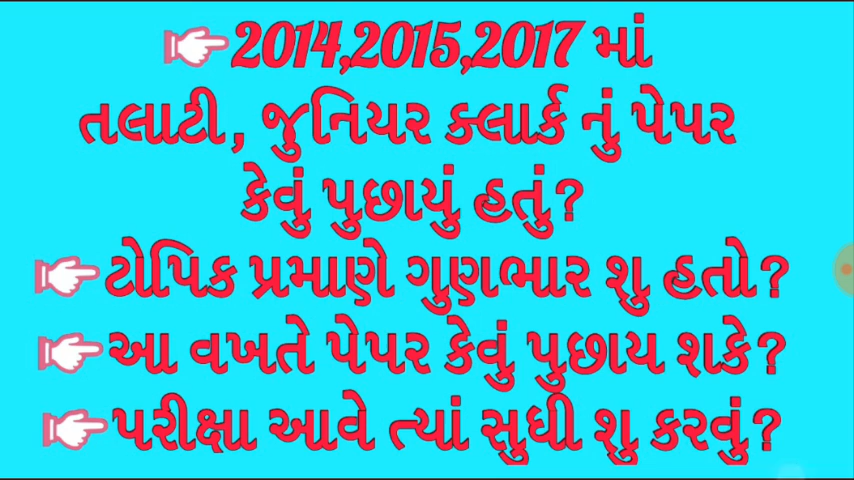 👉2014,2015,2017 માં
તલાટી, જુનિયર ક્લાર્ક નું પેપર
કેવું પુછાયું હતું?
👉ટોપિક પ્રમાણે ગુણભાર શુ હતો?
👉આ વખતે પેપર કેવું પુછાય શકે?
👉પરીક્ષા આવે ત્યાં સુધી શુ કરવું?